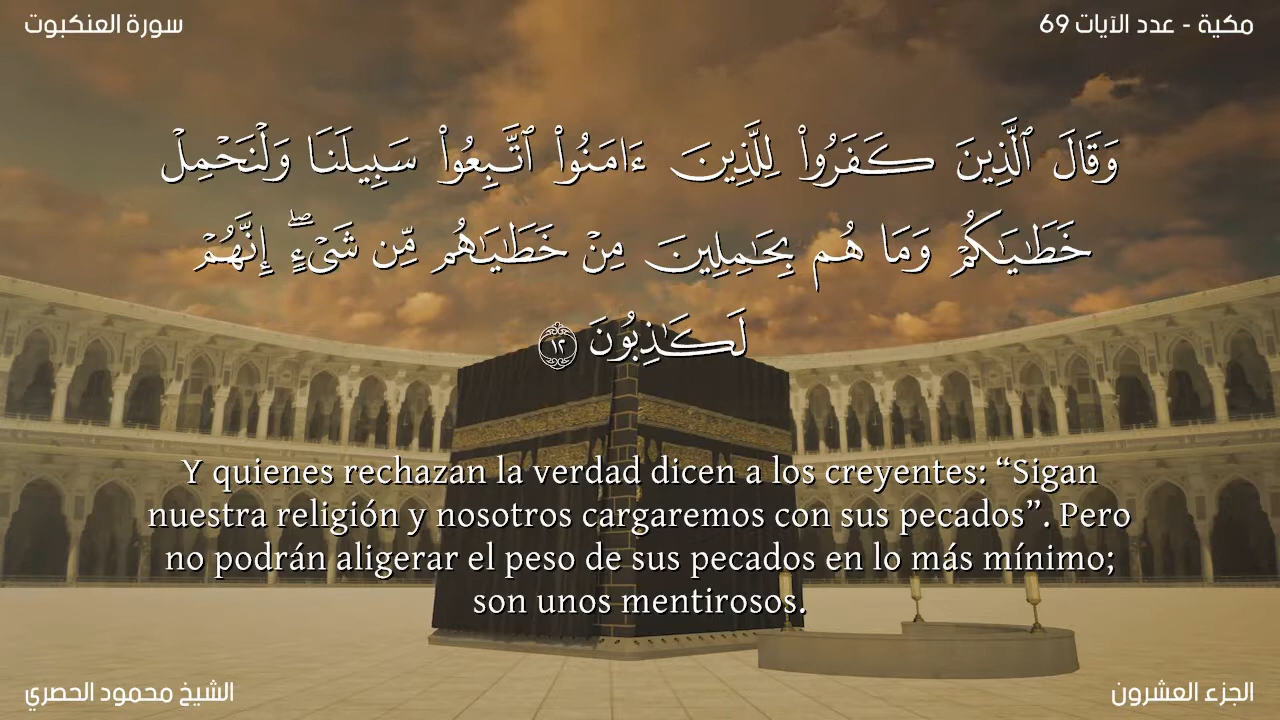 سورة العنكبوت
مكية - عدد الآيات 69
وَقَالَ ٱلَّذِينَ كَفَرُوا۟ لِلَّذِينَ ءَامَنُوا۟ ٱتَّبِعُوا۟ سَبِيلَنَا وَلْنَحْمِلْ
خَطَـٰيَـٰكُمْ وَمَا هُم بِحَـٰمِلِينَ مِنْ خَطَـٰيَـٰهُم مِّن شَىْءٍ ۖ إِنَّهُمْ
لَكَـٰذِبُونَ ١٢
Y quienes rechazan la verdad dicen a los creyentes: “Sigan
nuestra religión y nosotros cargaremos con sus pecados”. Pero
no podrán aligerar el peso de sus pecados en lo más mínimo;
son unos mentirosos.
الشيخ محمود الحصري
الجزء العشرون